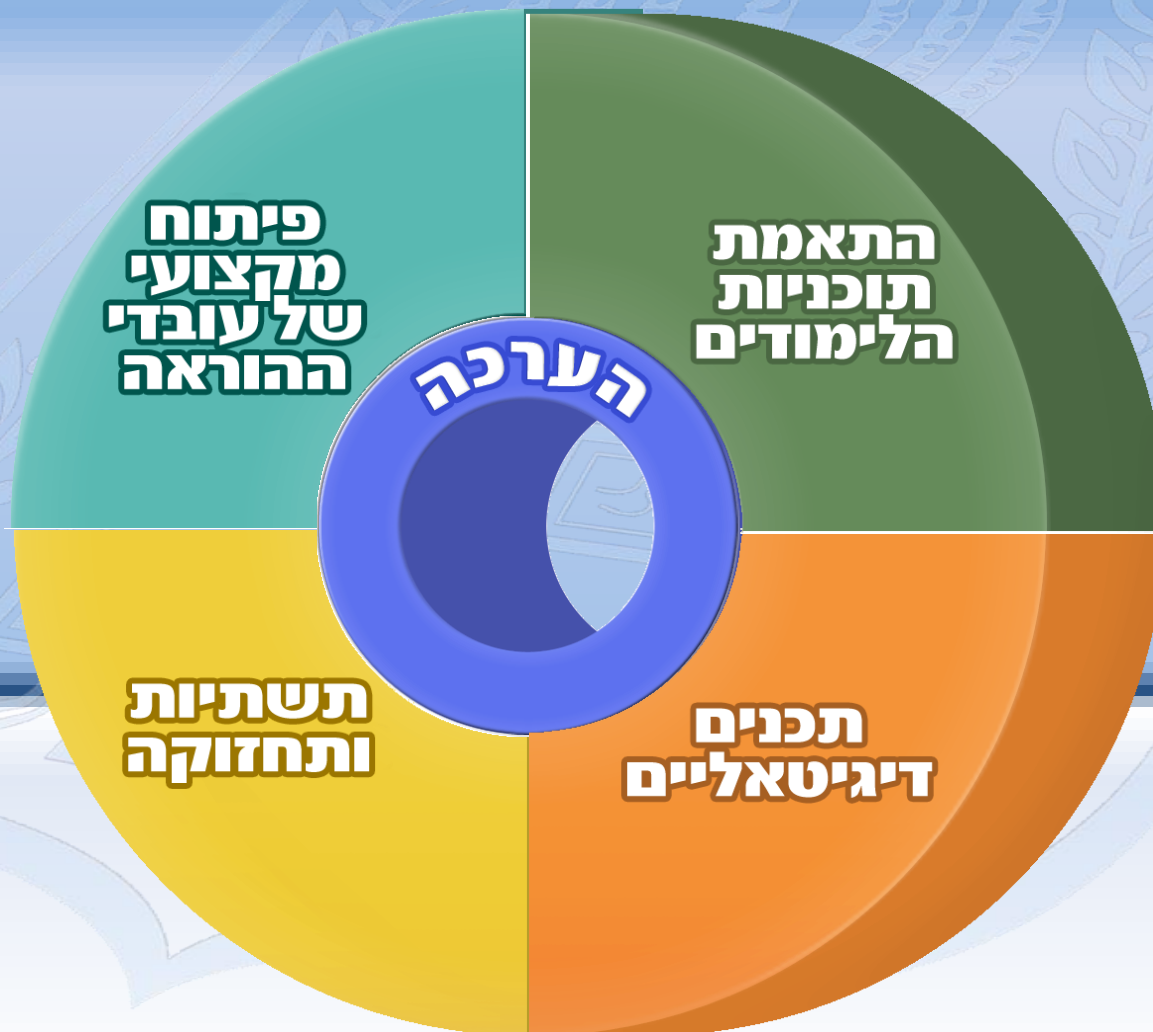 התאמת
תוכניות
הלימודים
פיתוח
מקצועי
של עובדי
ההוראה
הערכה
תכנים
דיגיטאליים
תשתיות
ותחזוקה